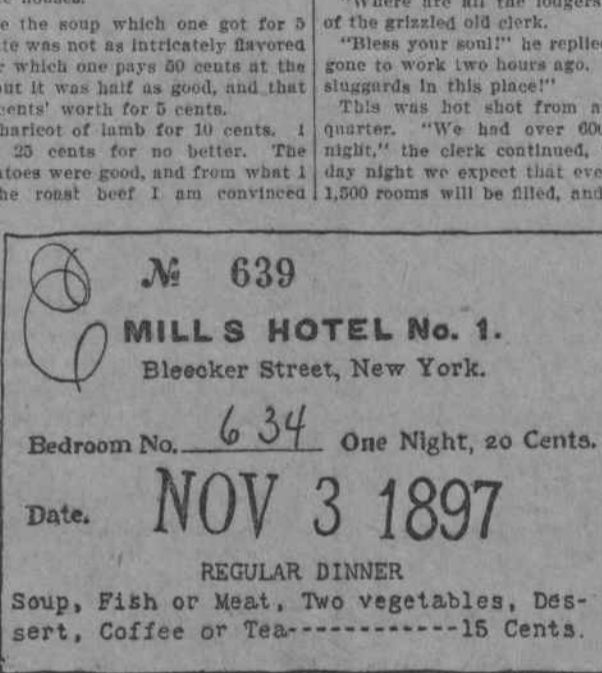 e the soup which one got for 5
te was not as intricately flavored
r which one pays 50 cents at the
out it was half as good, and that
cents' worth for 5 cents.
haricot of lamb for 10 cents. I
25 cents for no better. The
atoes were good, and from what I
he roast beef I am convinced
of the grizzled old clerk.
"Bless your soul!" he replie
gone to work two hours ago.
sluggards in this place!"
This was hot shot from a
quarter. "We had over 60
night," the clerk continued,
day night we expect that eve
1,500 rooms will be filled, and
№ 639
MILLS HOTEL No. 1.
Bleecker Street, New York.
Bedroom No. 634 One Night, 20 Cents.
Date. NOV 3 1897
REGULAR DINNER
Soup, Fish or Meat, Two vegetables, Des-
sert, Coffee or Tea------------15 Cents.